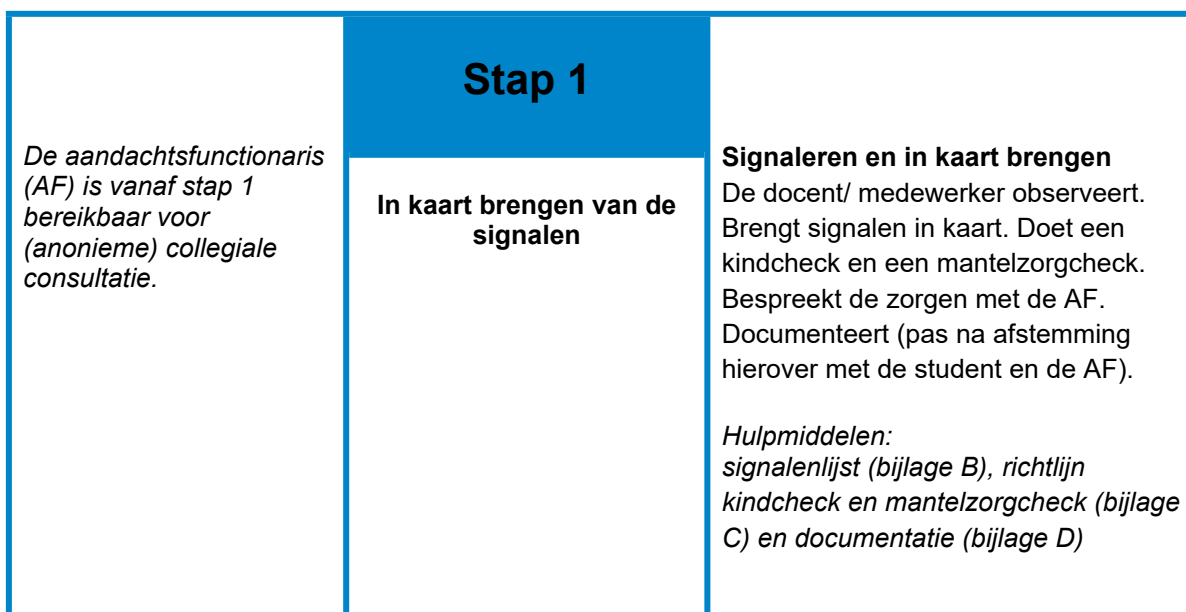 De aandachtsfunctionaris
(AF) is vanaf stap 1
bereikbaar voor
(anonieme) collegiale
consultatie.
Stap 1
In kaart brengen van de
signalen
Signaleren en in kaart brengen
De docent/ medewerker observeert.
Brengt signalen in kaart. Doet een
kindcheck en een mantelzorgcheck.
Bespreekt de zorgen met de AF.
Documenteert (pas na afstemming
hierover met de student en de AF).
Hulpmiddelen:
signalenlijst (bijlage B), richtlijn
kindcheck en mantelzorgcheck (bijlage
C) en documentatie (bijlage D)